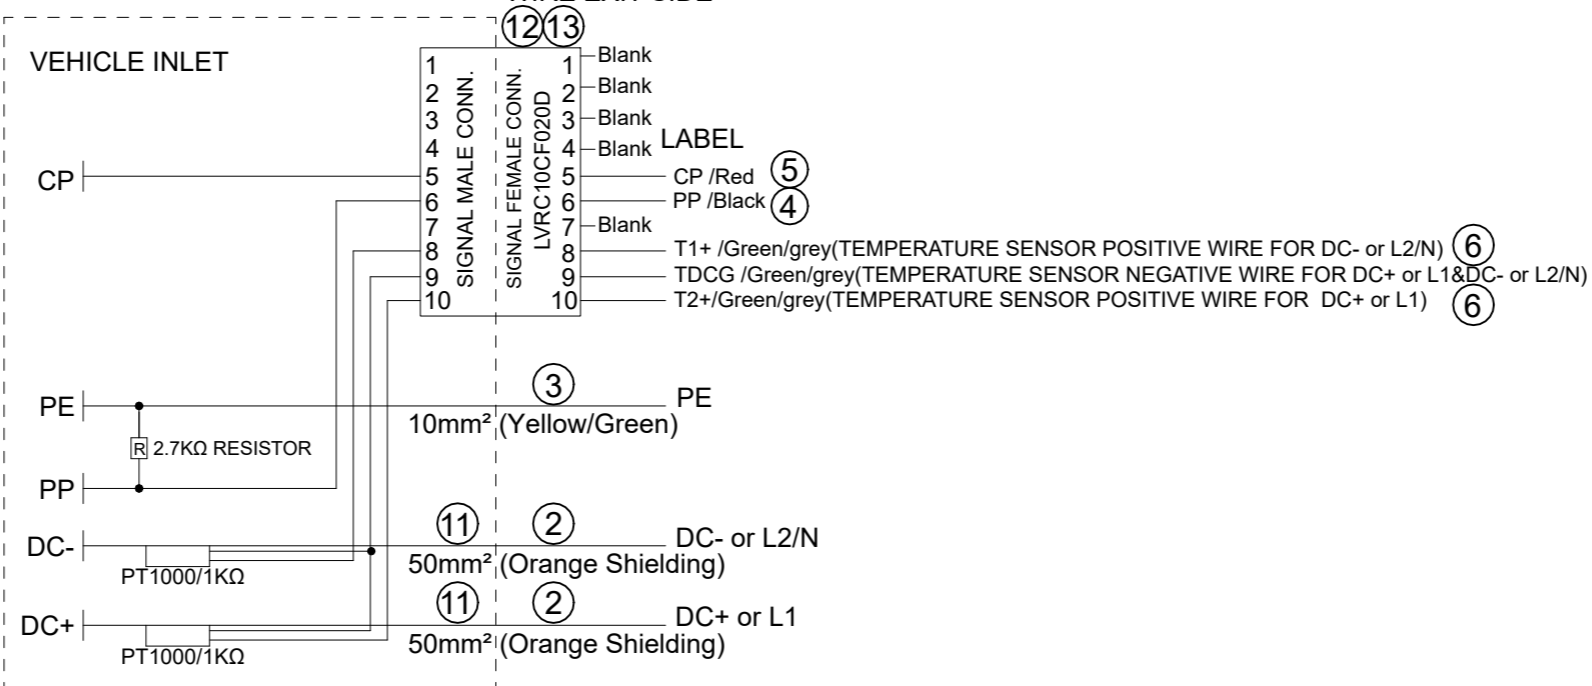 12 13
VEHICLE INLET
1
2
3
4
5
6
7
8
9
10
SIGNAL MALE CONN.
SIGNAL FEMALE CONN.
LVRC10CF020D
1 Blank
2 Blank
3 Blank
4 Blank
LABEL
5 CP /Red 5
6 PP /Black 4
7 Blank
8 T1+ /Green/grey(TEMPERATURE SENSOR POSITIVE WIRE FOR DC- or L2/N) 6
9 TDCG /Green/grey(TEMPERATURE SENSOR NEGATIVE WIRE FOR DC+ or L1&DC- or L2/N)
10 T2+/Green/grey(TEMPERATURE SENSOR POSITIVE WIRE FOR DC+ or L1) 6
CP
PE 3 PE
10mm² (Yellow/Green)
R 2.7KΩ RESISTOR
PP
DC- 11 2 DC- or L2/N
50mm² (Orange Shielding)
PT1000/1KΩ
DC+ 11 2 DC+ or L1
50mm² (Orange Shielding)
PT1000/1KΩ